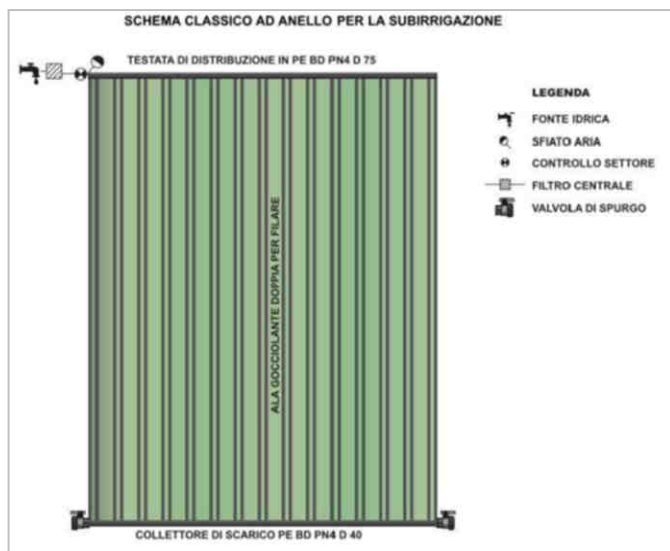 SCHEMA CLASSICO AD ANELLO PER LA SUBIRRIGAZIONE
TESTATA DI DISTRIBUZIONE IN PE BD PN4 D 75
ALA GOCCIOLANTE DOPPIA PER FILARE
COLLETTORE DI SCARICO PE BD PN4 D 40
LEGENDA
FONTE IDRICA
SFIATO ARIA
CONTROLLO SETTORE
FILTRO CENTRALE
VALVOLA DI SPURGO